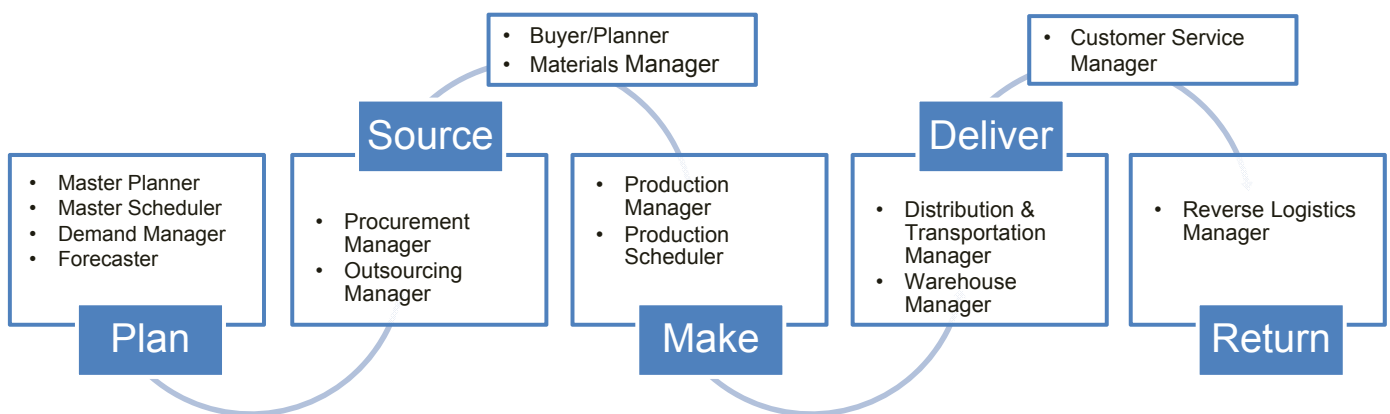 • Buyer/Planner
• Materials Manager
• Customer Service
Manager
Source
Deliver
• Master Planner
• Master Scheduler
• Demand Manager
• Forecaster
Plan
• Procurement
Manager
• Outsourcing
Manager
• Production
Manager
• Production
Scheduler
Make
• Distribution &
Transportation
Manager
• Warehouse
Manager
• Reverse Logistics
Manager
Return